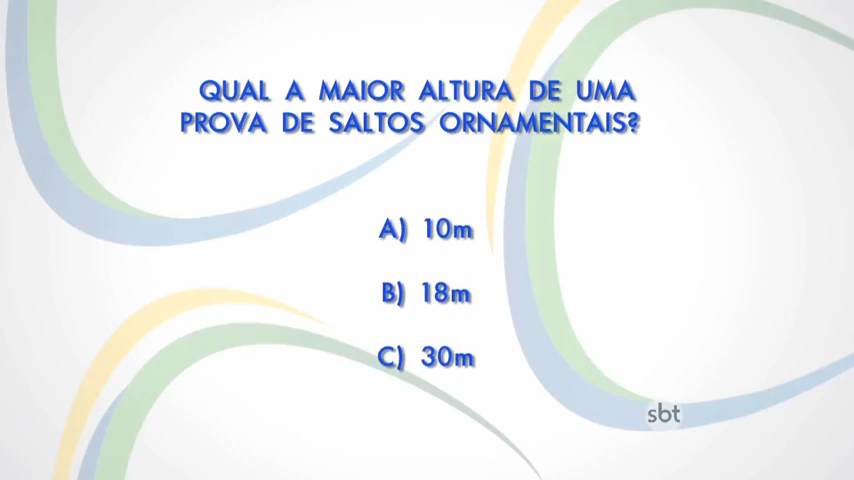 QUAL A MAIOR ALTURA DE UMA
PROVA DE SALTOS ORNAMENTAIS?
A) 10m
B) 18m
C) 30m
sbt